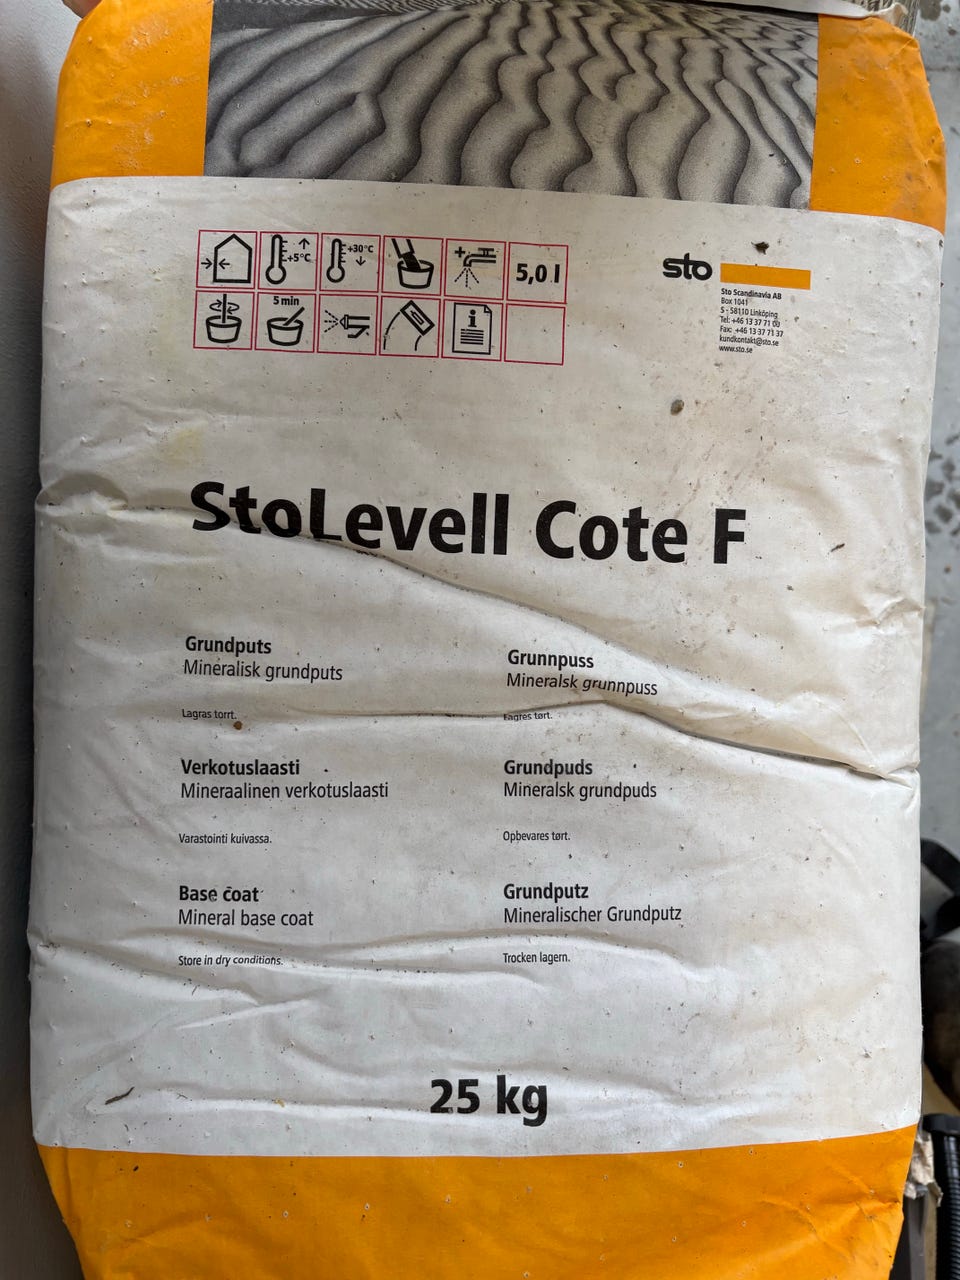 +5°C
+30°C
5,0 l
5 min
sto
Sto Scandinavia AB
Box 1041
S - 58110 Linköping
Tel: +46 13 37 71 00
Fax: +46 13 37 71 37
kundkontakt@sto.se
www.sto.se
StoLevell Cote F
Grundputs
Mineralisk grundputs
Lagras torrt.
Grunnpuss
Mineralsk grunnpuss
Lagres tørt.
Verkotuslaasti
Mineraalinen verkotuslaasti
Varastointi kuivassa.
Grundpuds
Mineralsk grundpuds
Opbevares tørt.
Base coat
Mineral base coat
Store in dry conditions.
Grundputz
Mineralischer Grundputz
Trocken lagern.
25 kg